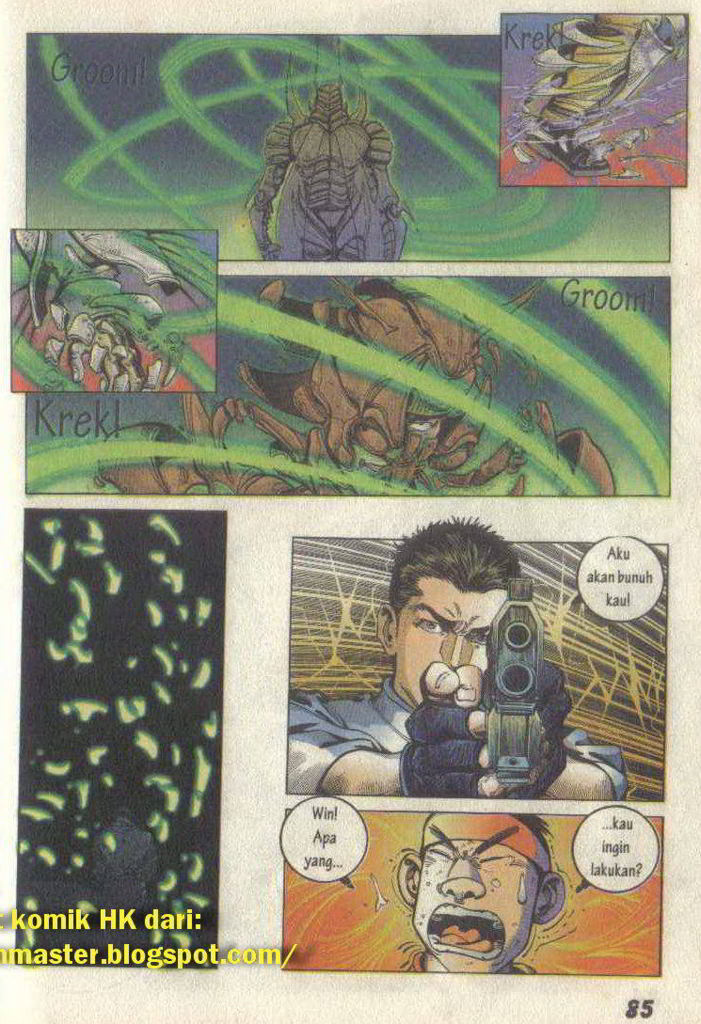 Groom!
Krek!
Groom!
Krek!
Aku
akan bunuh
kau!
Win!
Apa
yang...
...kau
ingin
lakukan?
komik HK dari:
master.blogspot.com/
85